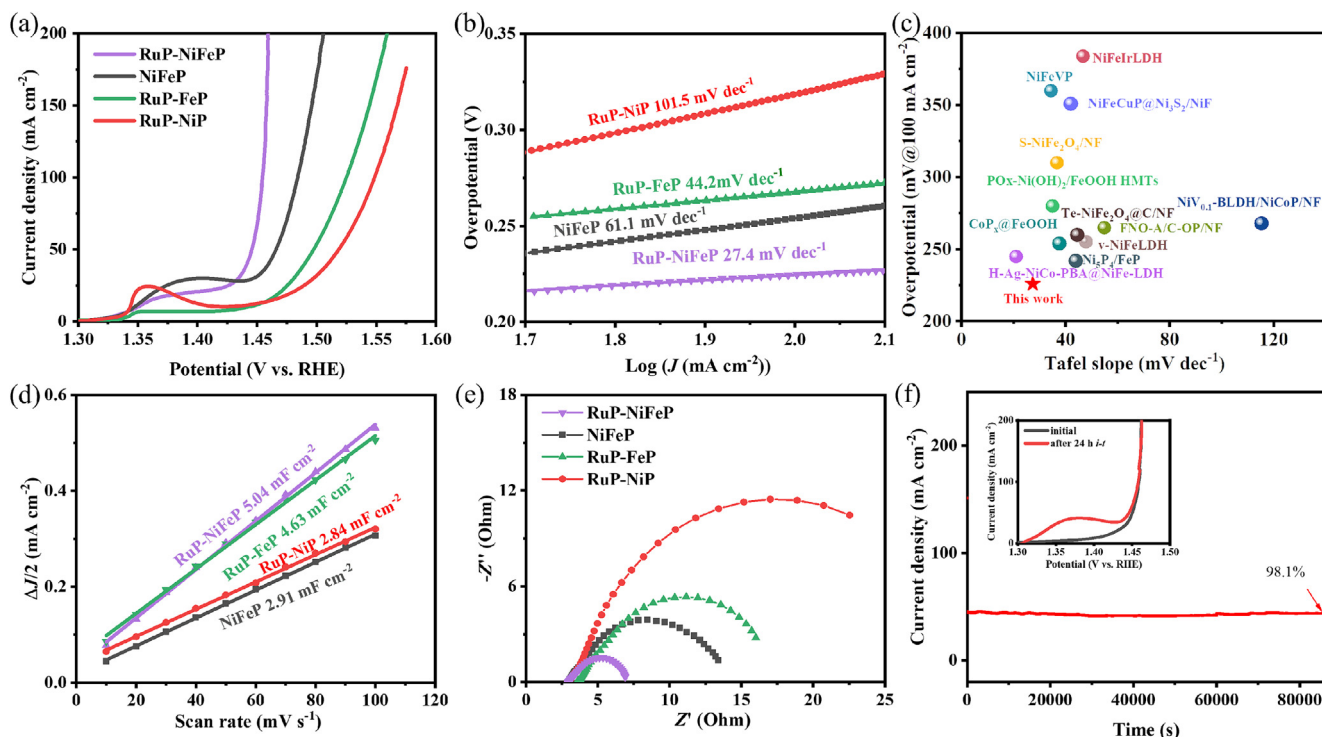 (a)
200
150
100
50
0
1.30
1.35
1.40
1.45
1.50
1.55
1.60
Current density (mA cm⁻²)
Potential (V vs. RHE)
RuP-NiFeP
NiFeP
RuP-FeP
RuP-NiP
(b)
0.35
0.30
0.25
0.20
1.7
1.8
1.9
2.0
2.1
Overpotential (V)
Log (J (mA cm⁻²))
RuP-NiP 101.5 mV dec⁻¹
RuP-FeP 44.2mV dec⁻¹
NiFeP 61.1 mV dec⁻¹
RuP-NiFeP 27.4 mV dec⁻¹
(c)
400
350
300
250
200
0
40
80
120
Overpotential (mV@100 mA cm⁻²)
Tafel slope (mV dec⁻¹)
NiFeIrLDH
NiFeVP
NiFeCuP@Ni₃S₂/NiF
S-NiFe₂O₄/NF
POx-Ni(OH)₂/FeOOH HMTs
NiV₀.₁-BLDH/NiCoP/NF
Te-NiFe₂O₄@C/NF
CoPₓ@FeOOH
FNO-A/C-OP/NF
v-NiFeLDH
Ni₅P₄/FeP
H-Ag-NiCo-PBA@NiFe-LDH
This work
(d)
0.6
0.4
0.2
0.0
0
20
40
60
80
100
120
ΔJ/2 (mA cm⁻²)
Scan rate (mV s⁻¹)
RuP-NiFeP 5.04 mF cm⁻²
RuP-FeP 4.63 mF cm⁻²
RuP-NiP 2.84 mF cm⁻²
NiFeP 2.91 mF cm⁻²
(e)
18
12
6
0
0
5
10
15
20
25
-Z'' (Ohm)
Z' (Ohm)
RuP-NiFeP
NiFeP
RuP-FeP
RuP-NiP
(f)
200
150
100
50
0
0
20000
40000
60000
80000
Current density (mA cm⁻²)
Time (s)
98.1%
initial
after 24 h i-t
200
100
0
1.30
1.35
1.40
1.45
1.50
Current density (mA cm⁻²)
Potential (V vs. RHE)